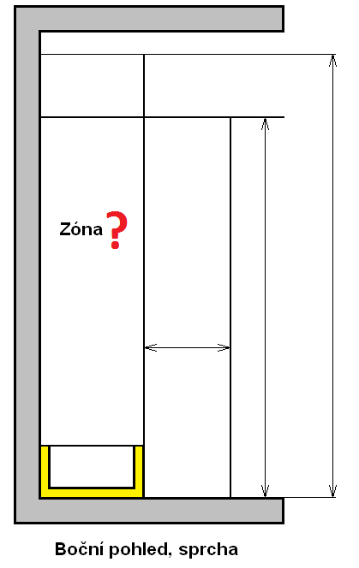 Zóna ?
Boční pohled, sprcha